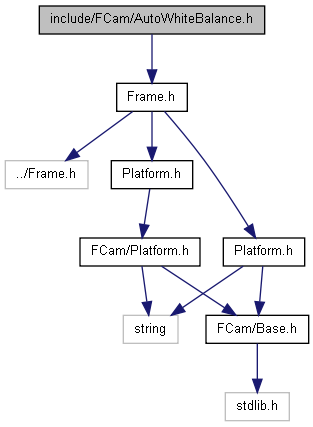 include/FCam/AutoWhiteBalance.h
Frame.h
../Frame.h
Platform.h
FCam/Platform.h
Platform.h
string
FCam/Base.h
stdlib.h